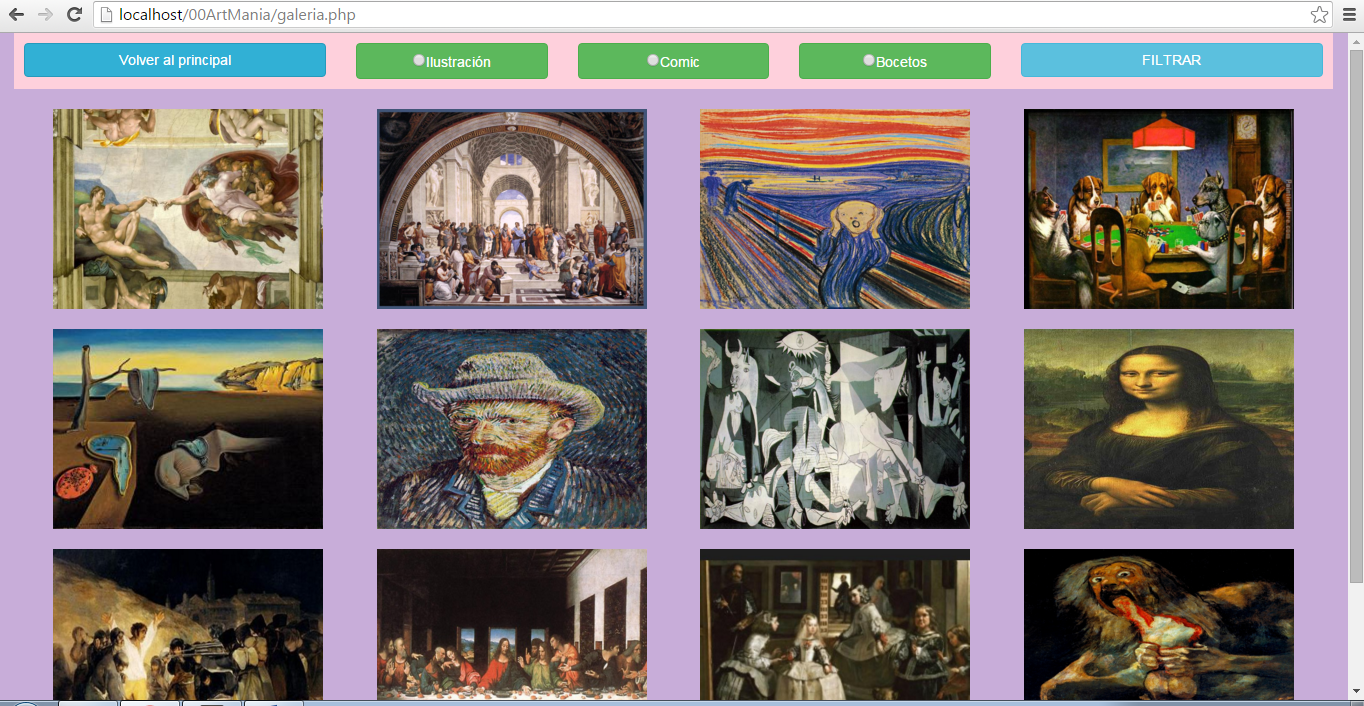 localhost/00ArtMania/galeria.php
Volver al principal
Ilustración
Comic
Bocetos
FILTRAR